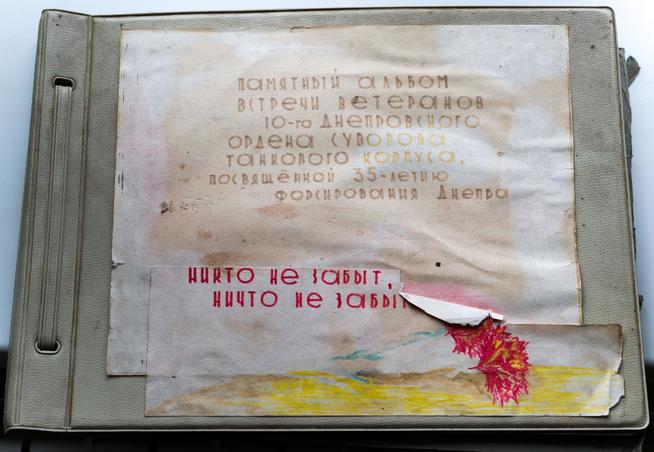 ПАМЯТНЫЙ АЛЬБОМ
ВСТРЕЧИ ВЕТЕРАНОВ
10-го ДНЕПРОВСКОГО
ОРДЕНА СУВОРОВА
ТАНКОВОГО КОРПУСА,
ПОСВЯЩЁННОЙ 35-ЛЕТИЮ
ФОРСИРОВАНИЯ ДНЕПРА
НИКТО НЕ ЗАБЫТ,
НИЧТО НЕ ЗАБЫТ